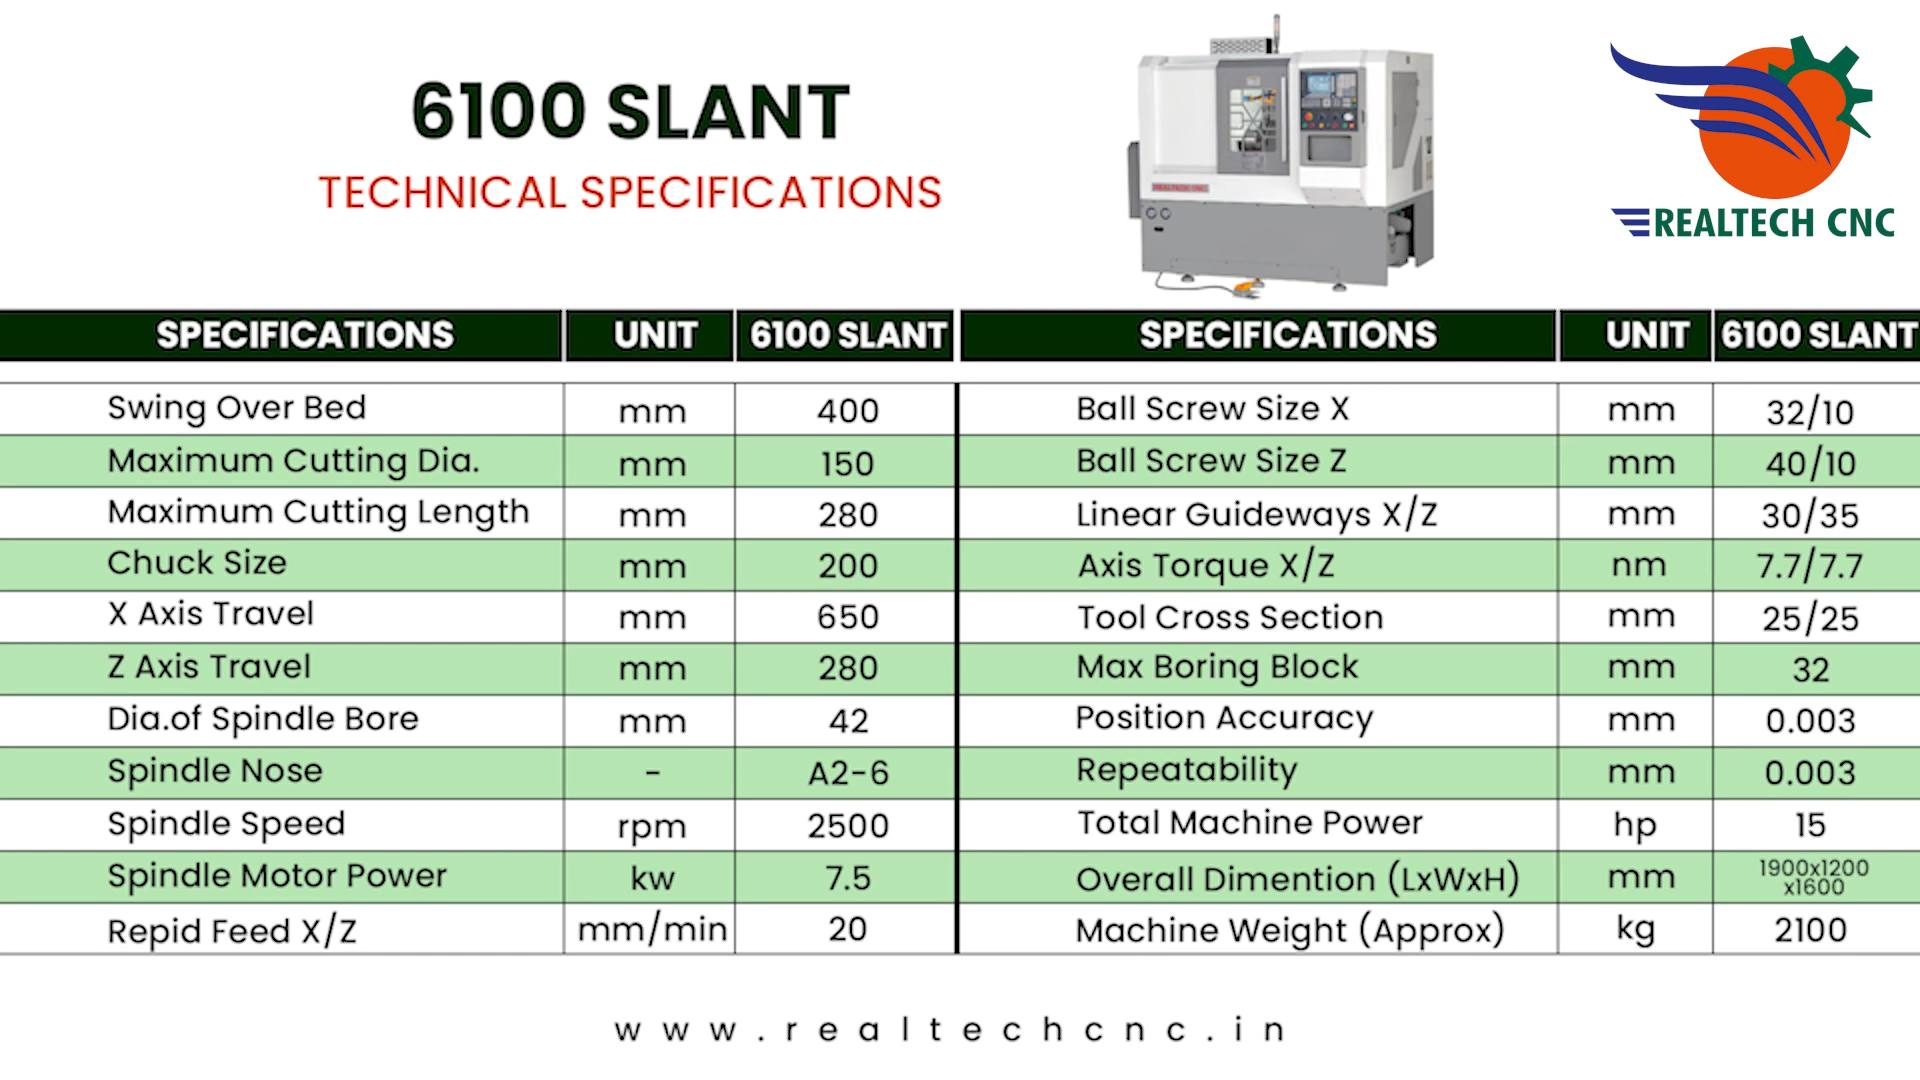 6100 SLANT
TECHNICAL SPECIFICATIONS
REALTECH CNC
REALTECH CNC
SPECIFICATIONS UNIT 6100 SLANT SPECIFICATIONS UNIT 6100 SLANT
Swing Over Bed mm 400 Ball Screw Size X mm 32/10
Maximum Cutting Dia. mm 150 Ball Screw Size Z mm 40/10
Maximum Cutting Length mm 280 Linear Guideways X/Z mm 30/35
Chuck Size mm 200 Axis Torque X/Z nm 7.7/7.7
X Axis Travel mm 650 Tool Cross Section mm 25/25
Z Axis Travel mm 280 Max Boring Block mm 32
Dia.of Spindle Bore mm 42 Position Accuracy mm 0.003
Spindle Nose - A2-6 Repeatability mm 0.003
Spindle Speed rpm 2500 Total Machine Power hp 15
Spindle Motor Power kw 7.5 Overall Dimention (LxWxH) mm 1900x1200
x1600
Repid Feed X/Z mm/min 20 Machine Weight (Approx) kg 2100
www.realtechcnc.in